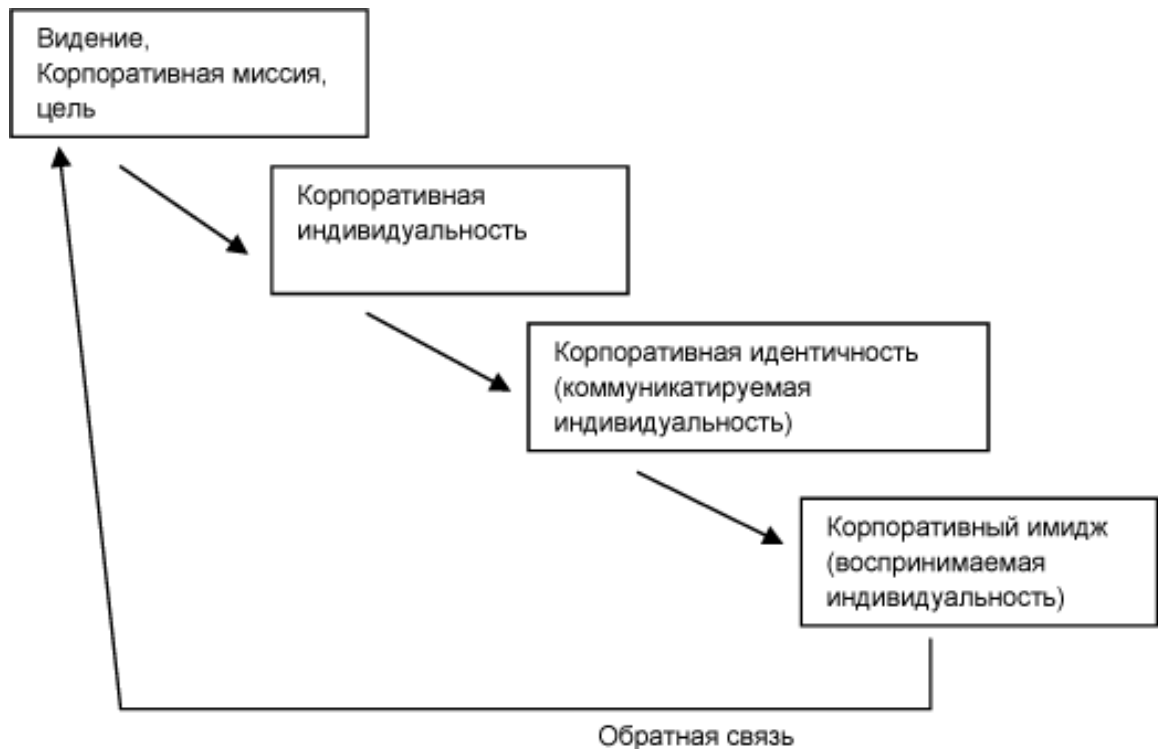 Видение,
Корпоративная миссия,
цель
Корпоративная
индивидуальность
Корпоративная идентичность
(коммуникатируемая
индивидуальность)
Корпоративный имидж
(воспринимаемая
индивидуальность)
Обратная связь